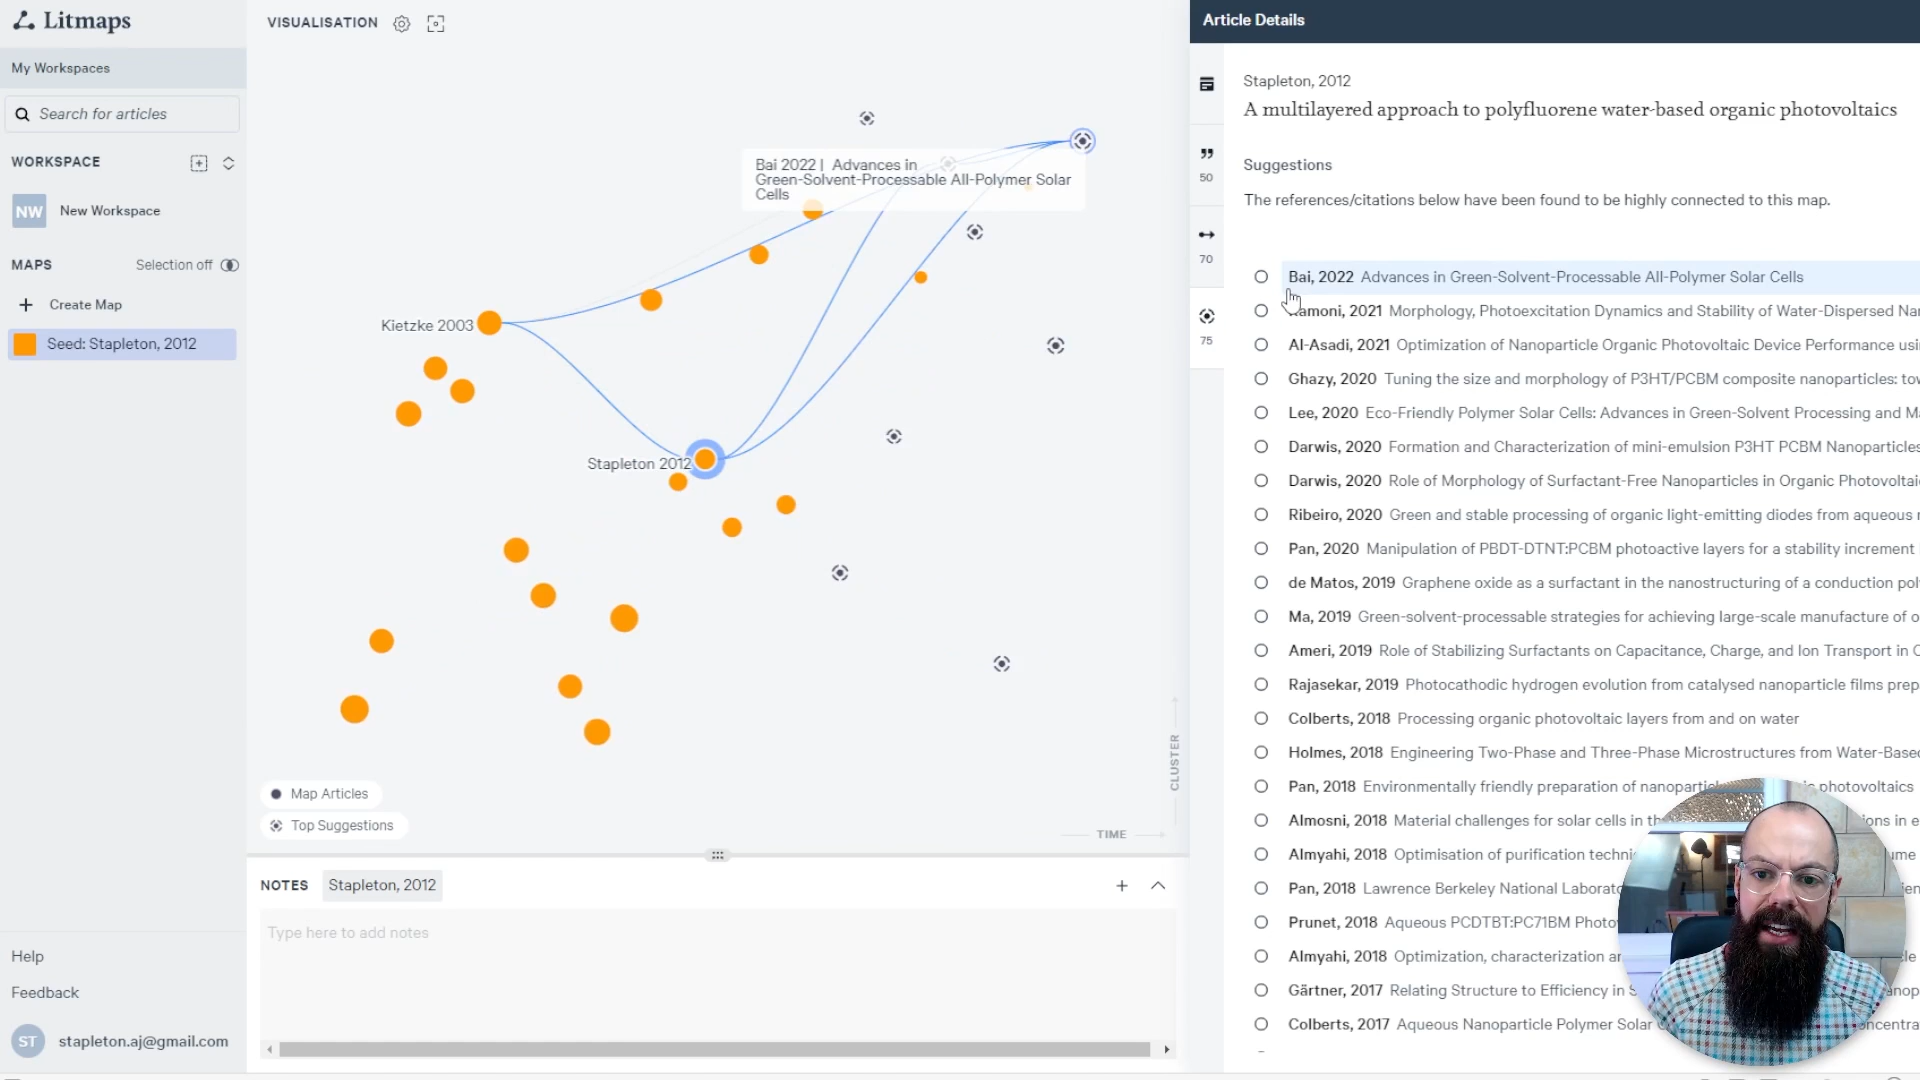 Litmaps
My Workspaces
Search for articles
WORKSPACE
NW New Workspace
MAPS Selection off
Create Map
Seed: Stapleton, 2012
Help
Feedback
ST stapleton.aj@gmail.com
VISUALISATION
Bai 2022 | Advances in
Green-Solvent-Processable All-Polymer Solar
Cells
Kietzke 2003
Stapleton 2012
CLUSTER
Map Articles
Top Suggestions
TIME
NOTES Stapleton, 2012
Type here to add notes
Article Details
50
70
75
Stapleton, 2012
A multilayered approach to polyfluorene water-based organic photovoltaics
Suggestions
The references/citations below have been found to be highly connected to this map.
Bai, 2022 Advances in Green-Solvent-Processable All-Polymer Solar Cells
2021 Morphology, Photoexcitation Dynamics and Stability of Water-Dispersed
Al-Asadi, 2021 Optimization of Nanoparticle Organic Photovoltaic Device Performance
Ghazy, 2020 Tuning the size and morphology of P3HT/PCBM composite nanoparticles:
Lee, 2020 Eco-Friendly Polymer Solar Cells: Advances in Green-Solvent Processing and
Darwis, 2020 Formation and Characterization of mini-emulsion P3HT PCBM Nanoparticles
Darwis, 2020 Role of Morphology of Surfactant-Free Nanoparticles in Organic
Ribeiro, 2020 Green and stable processing of organic light-emitting diodes from aqueous
Pan, 2020 Manipulation of PBDT-DTNT:PCBM photoactive layers for a stability increment
de Matos, 2019 Graphene oxide as a surfactant in the nanostructuring of a conduction
Ma, 2019 Green-solvent-processable strategies for achieving large-scale manufacture of
Ameri, 2019 Role of Stabilizing Surfactants on Capacitance, Charge, and Ion Transport in
Rajasekar, 2019 Photocathodic hydrogen evolution from catalysed nanoparticle films
Colberts, 2018 Processing organic photovoltaic layers from and on water
Holmes, 2018 Engineering Two-Phase and Three-Phase Microstructures from Water-Based
Pan, 2018 Environmentally friendly preparation of photovoltaics
Almosni, 2018 Material challenges for solar cells in
Almyahi, 2018 Optimisation of purification
Pan, 2018 Lawrence Berkeley National
Prunet, 2018 Aqueous PCDTBT:PC71BM
Almyahi, 2018 Optimization, characterization
Gärtner, 2017 Relating Structure to Efficiency in
Colberts, 2017 Aqueous Nanoparticle Polymer Solar